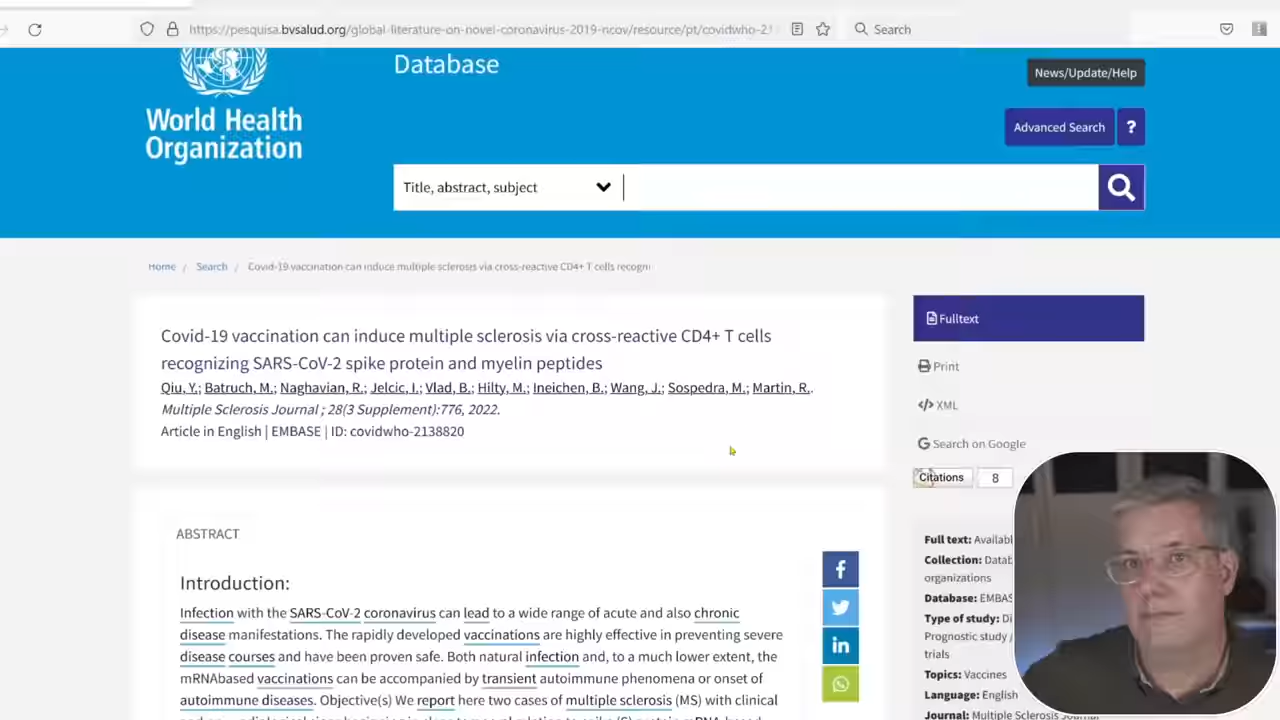 https://pesquisa.bvsalud.org/global-literature-on-novel-coronavirus-2019-ncov/resource/pt/covidwho-21
Search
Database
News/Update/Help
World Health
Organization
Advanced Search
?
Title, abstract, subject
Home / Search / Covid-19 vaccination can induce multiple sclerosis via cross-reactive CD4+ T cells recogni
Covid-19 vaccination can induce multiple sclerosis via cross-reactive CD4+ T cells
recognizing SARS-CoV-2 spike protein and myelin peptides
Qiu, Y.; Batruch, M.; Naghavian, R.; Jelcic, I.; Vlad, B.; Hilty, M.; Ineichen, B.; Wang, J.; Sospedra, M.; Martin, R..
Multiple Sclerosis Journal ; 28(3 Supplement):776, 2022.
Article in English | EMBASE | ID: covidwho-2138820
Fulltext
Print
</> XML
G Search on Google
Citations 8
ABSTRACT
Introduction:
Infection with the SARS-CoV-2 coronavirus can lead to a wide range of acute and also chronic
disease manifestations. The rapidly developed vaccinations are highly effective in preventing severe
disease courses and have been proven safe. Both natural infection and, to a much lower extent, the
mRNAbased vaccinations can be accompanied by transient autoimmune phenomena or onset of
autoimmune diseases. Objective(s) We report here two cases of multiple sclerosis (MS) with clinical
Full text: Availabl
Collection: Datab
organizations
Database: EMBAS
Type of study: Di
Prognostic study /
trials
Topics: Vaccines
Language: English
Journal: Multiple Sclerosis Journal